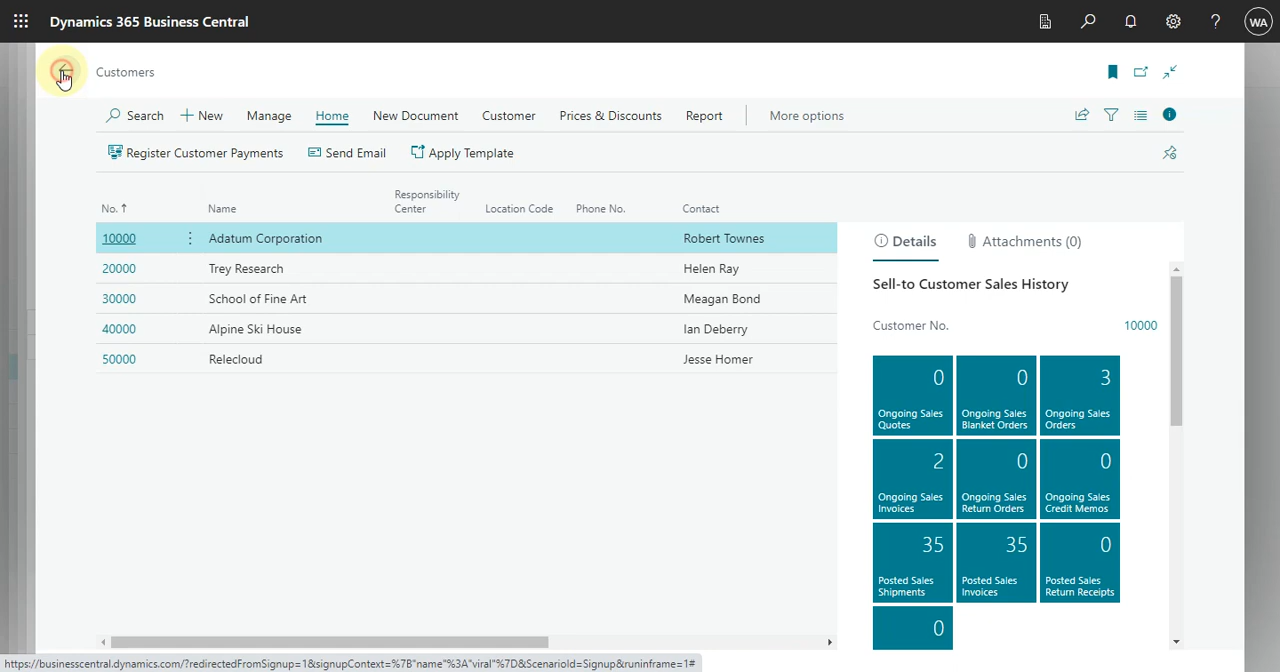 Dynamics 365 Business Central
WA
Customers
Search New Manage Home New Document Customer Prices & Discounts Report More options
Register Customer Payments Send Email Apply Template
No. ↑ Name Responsibility Center Location Code Phone No. Contact
10000 Adatum Corporation Robert Townes
20000 Trey Research Helen Ray
30000 School of Fine Art Meagan Bond
40000 Alpine Ski House Ian Deberry
50000 Relecloud Jesse Homer
Details Attachments (0)
Sell-to Customer Sales History
Customer No. 10000
0 Ongoing Sales Quotes
0 Ongoing Sales Blanket Orders
3 Ongoing Sales Orders
2 Ongoing Sales Invoices
0 Ongoing Sales Return Orders
0 Ongoing Sales Credit Memos
35 Posted Sales Shipments
35 Posted Sales Invoices
0 Posted Sales Return Receipts
0
https://businesscentral.dynamics.com/?redirectedFromSignup=1&signupContext=%7B"name"%3A"viral"%7D&ScenarioId=Signup&runinframe=1#